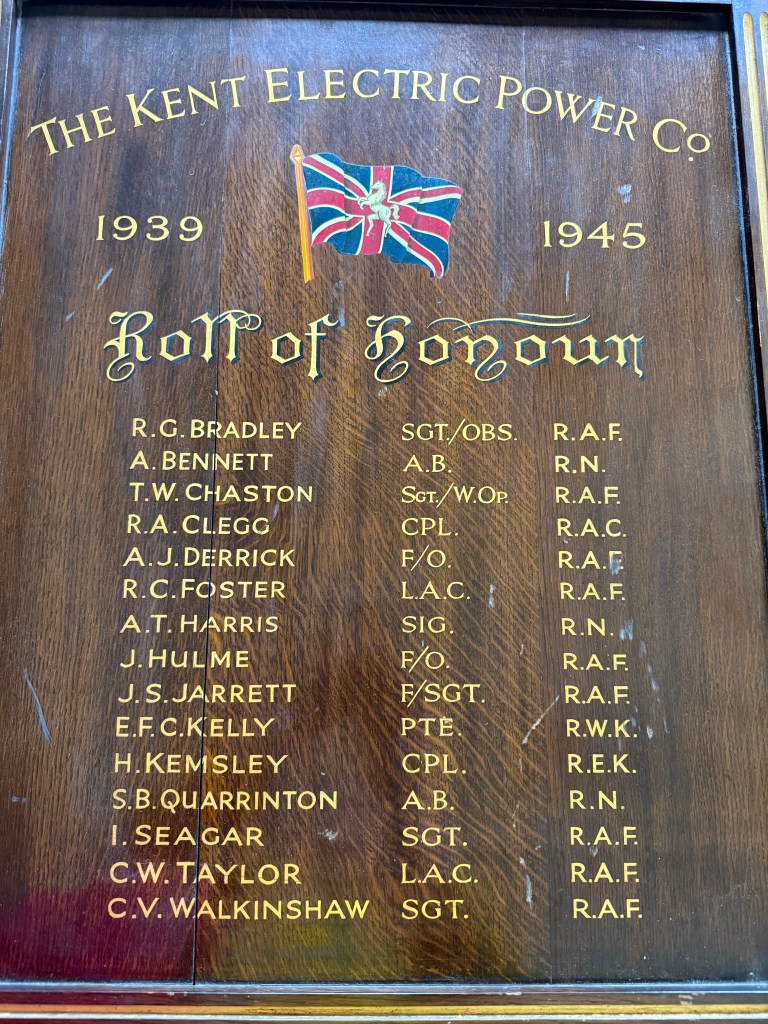 THE KENT ELECTRIC POWER Co.
1939 1945
Roll of Honour
R.G. BRADLEY SGT./OBS. R.A.F.
A. BENNETT A.B. R.N.
T.W. CHASTON SGT./W.OP. R.A.F.
R.A. CLEGG CPL. R.A.C.
A.J. DERRICK F/O. R.A.F.
R.C. FOSTER L.A.C. R.A.F.
A.T. HARRIS SIG. R.N.
J. HULME F/O. R.A.F.
J.S. JARRETT F/SGT. R.A.F.
E.F.C. KELLY PTE. R.W.K.
H. KEMSLEY CPL. R.E.K.
S.B. QUARRINTON A.B. R.N.
I. SEAGAR SGT. R.A.F.
C.W. TAYLOR L.A.C. R.A.F.
C.V. WALKINSHAW SGT. R.A.F.